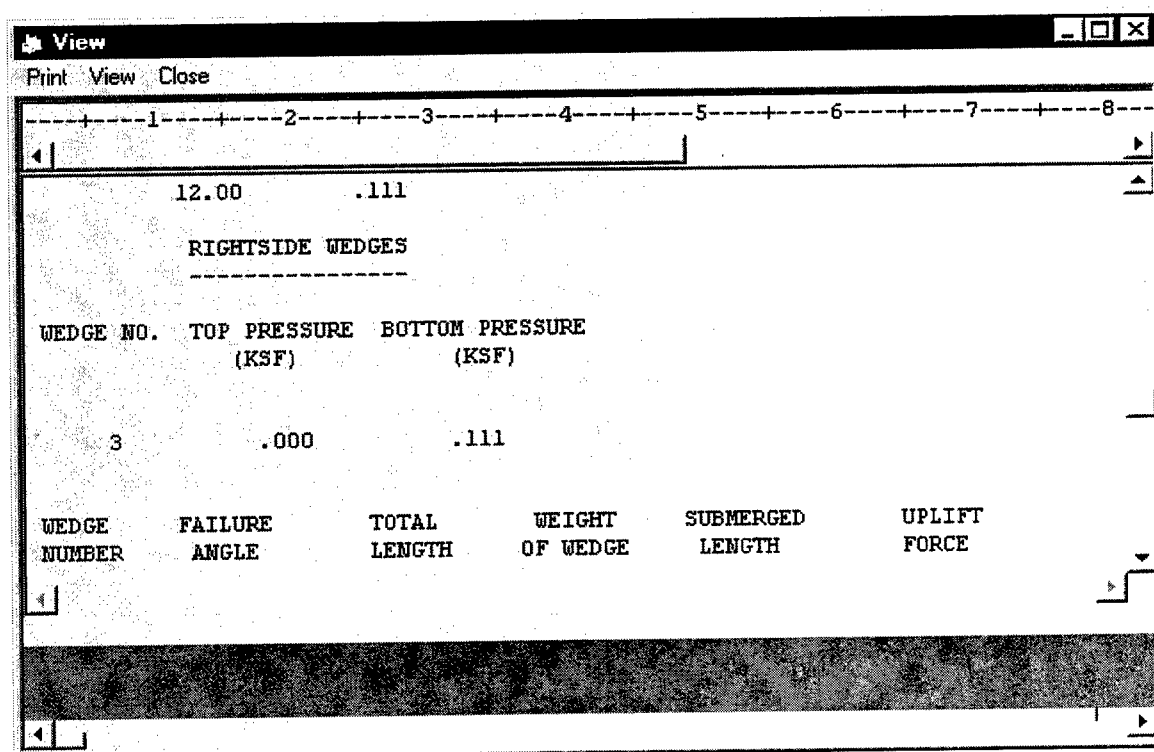 View
Print View Close
----+----1----+----2----+----3----+----4----+----5----+----6----+----7----+----8----
12.00 .111
RIGHTSIDE WEDGES
----------------
WEDGE NO. TOP PRESSURE BOTTOM PRESSURE
(KSF) (KSF)
3 .000 .111
WEDGE FAILURE TOTAL WEIGHT SUBMERGED UPLIFT
NUMBER ANGLE LENGTH OF WEDGE LENGTH FORCE